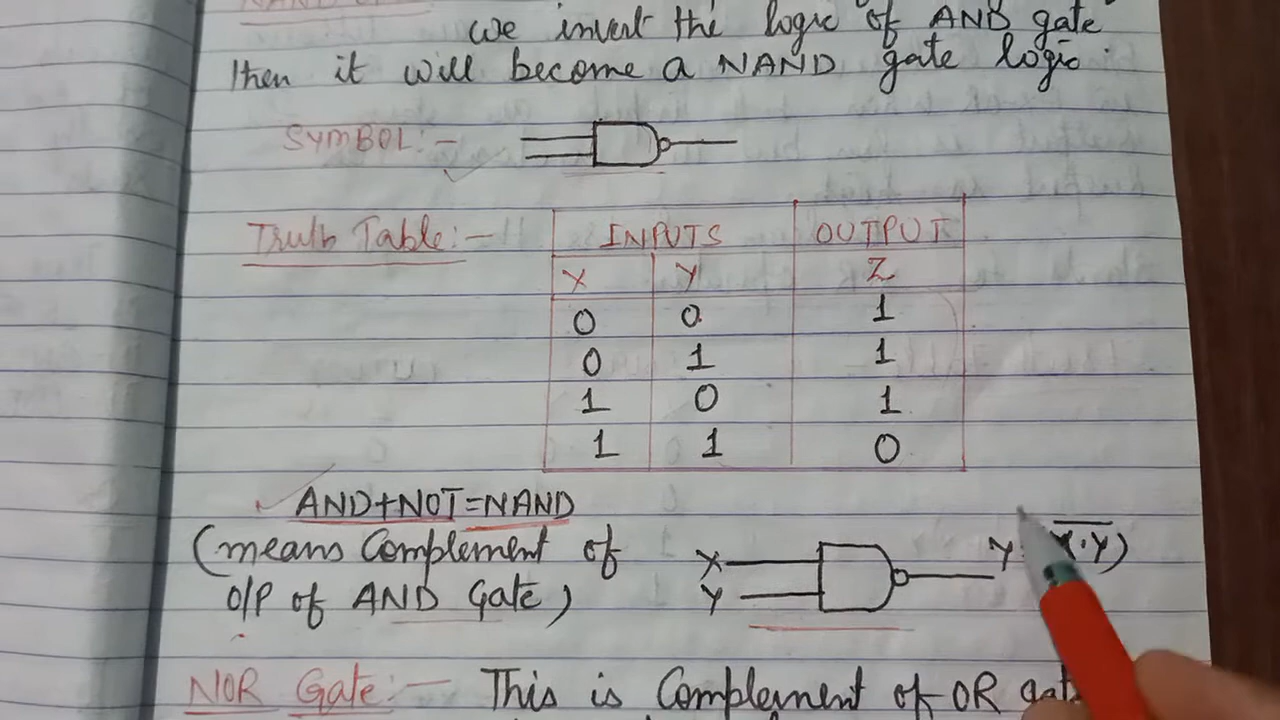 we invert the logic of AND gate
then it will become a NAND gate logic.
SYMBOL:-
Truth Table:-
INPUTS OUTPUT
X Y Z
0 0 1
0 1 1
1 0 1
1 1 0
AND+NOT=NAND
(means Complement of
O/P of AND Gate)
X
Y
Y X.Y)
NOR Gate:- This is Complement of OR